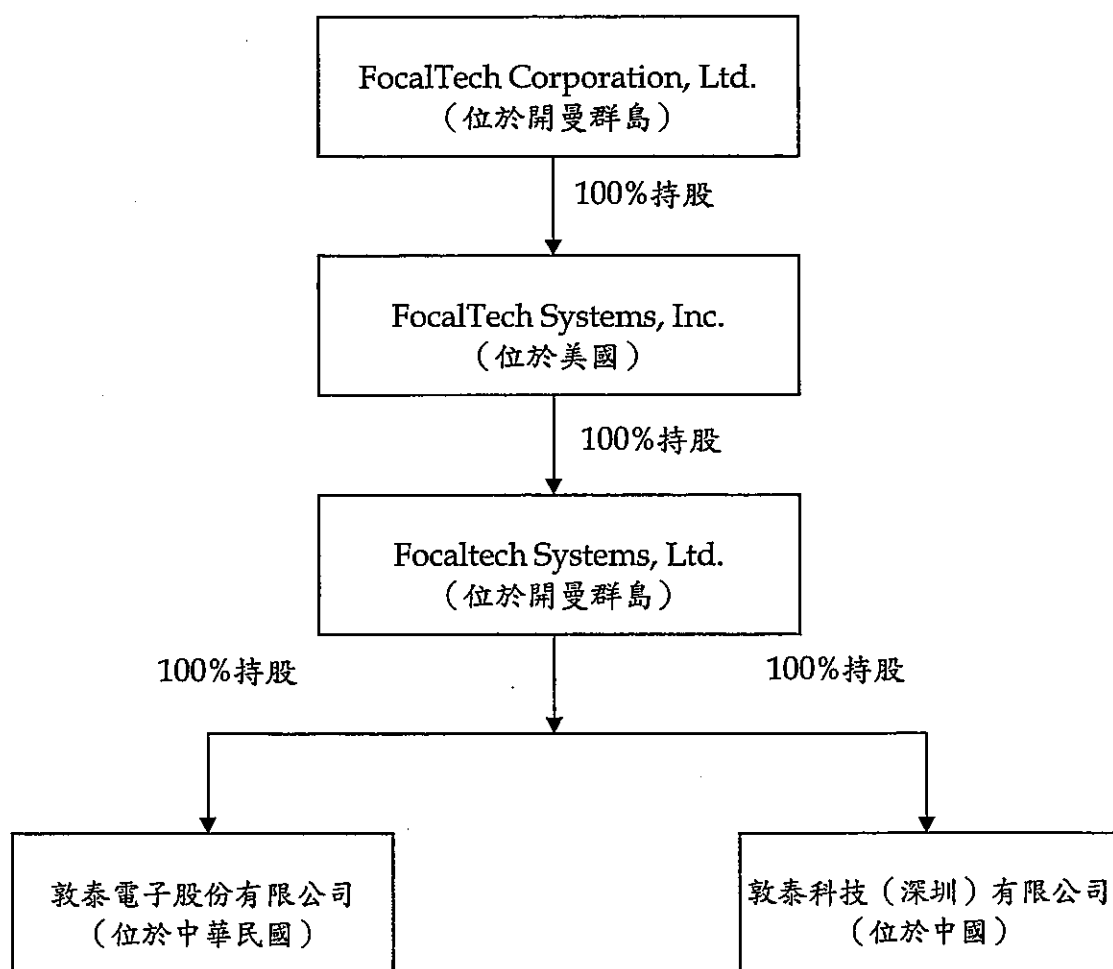 FocalTech Corporation, Ltd.
（位於開曼群島）
100%持股
FocalTech Systems, Inc.
（位於美國）
100%持股
Focaltech Systems, Ltd.
（位於開曼群島）
100%持股
100%持股
敦泰電子股份有限公司
（位於中華民國）
敦泰科技（深圳）有限公司
（位於中國）